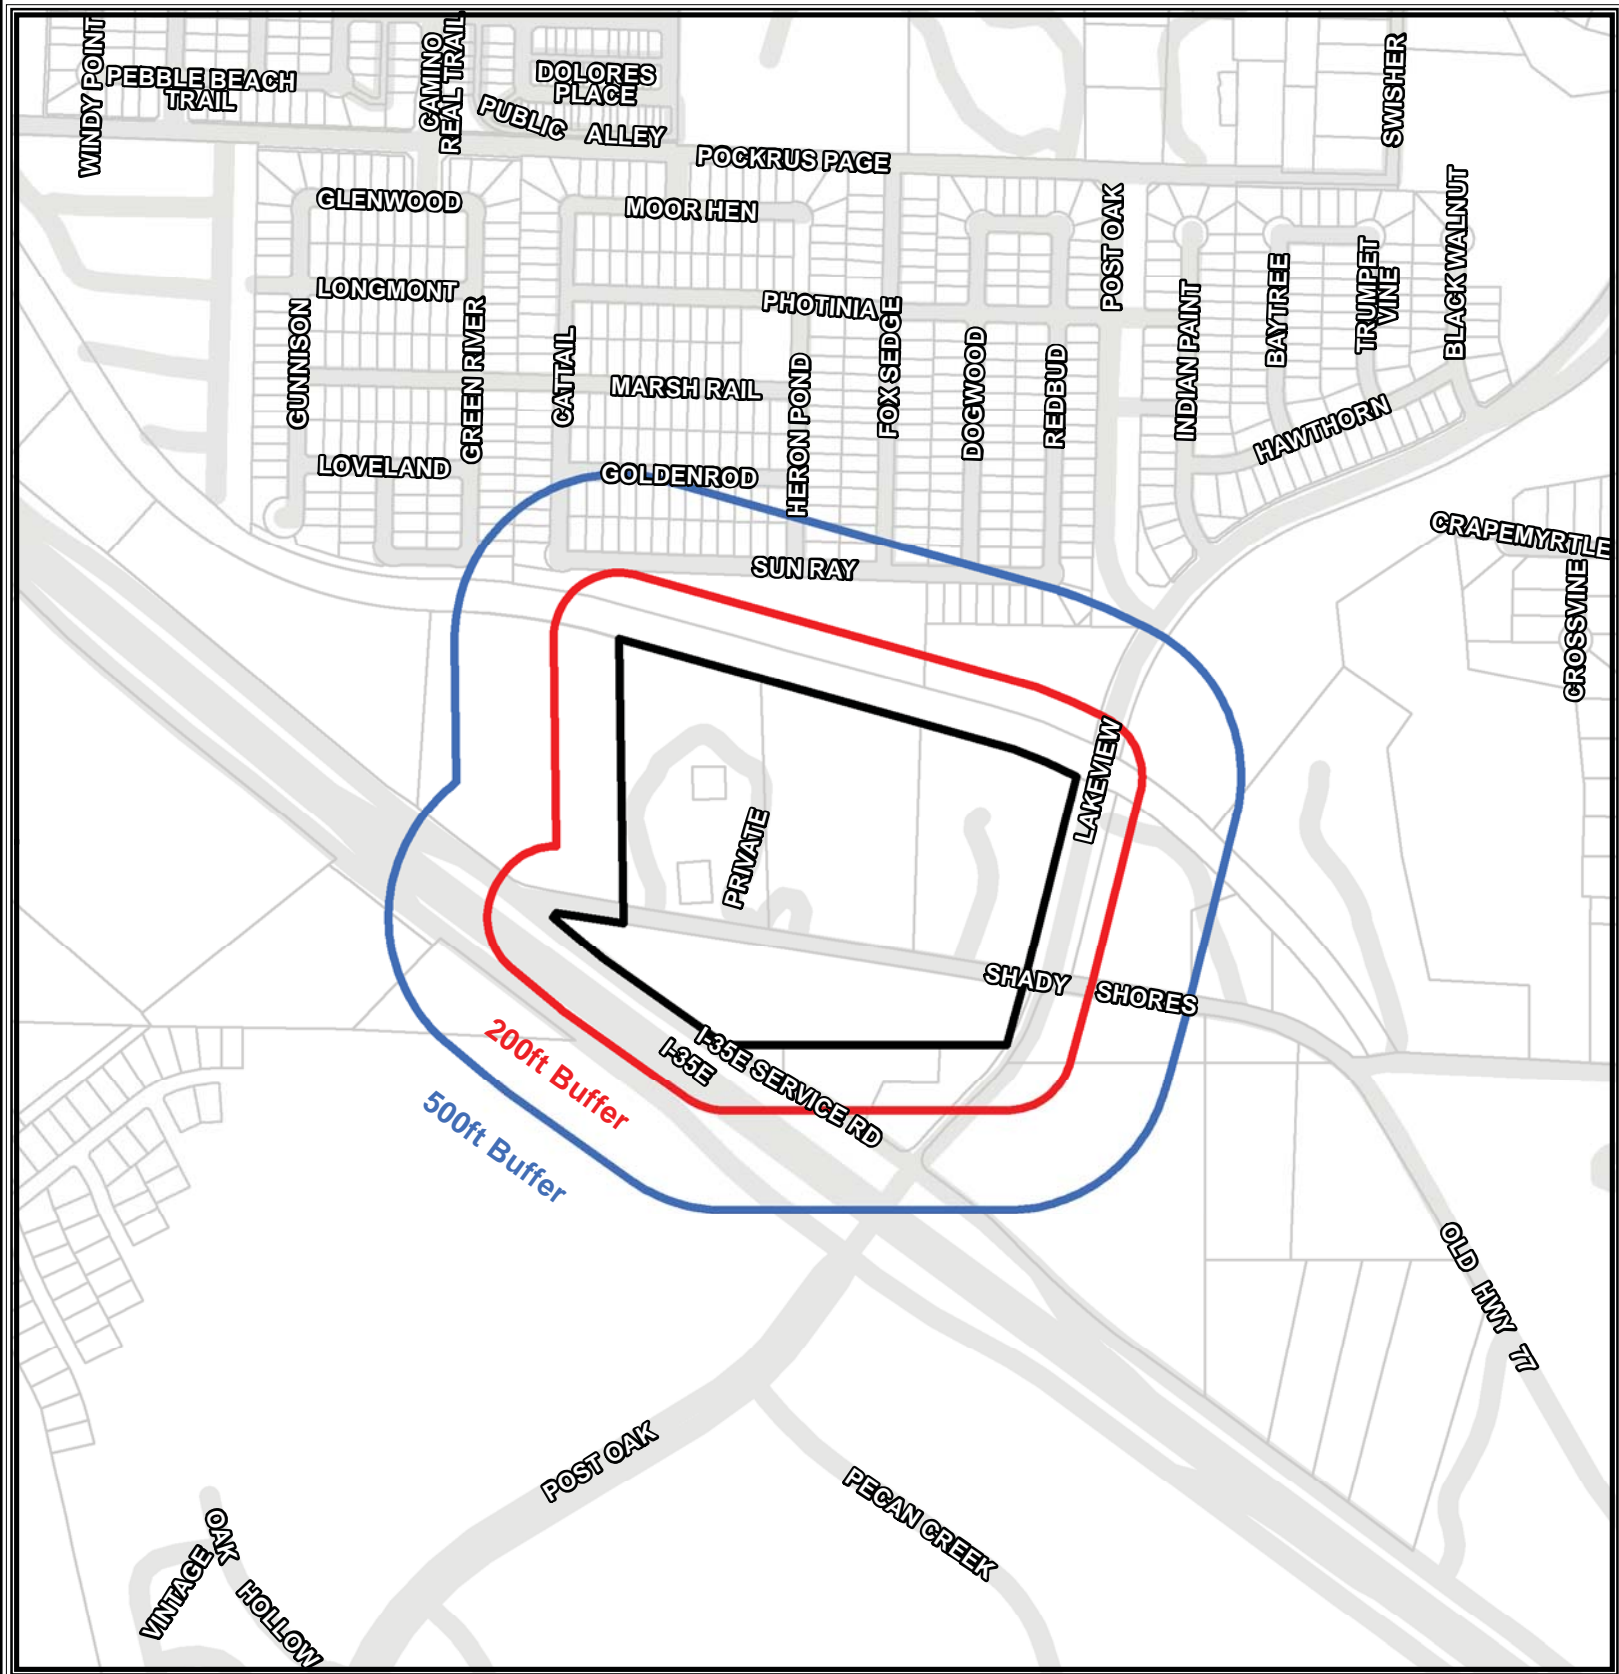 WINDY POINT
PEBBLE BEACH
TRAIL
CAMINO
REAL TRAIL
DOLORES
PLACE
PUBLIC ALLEY
POCKRUS PAGE
SWISHER
GLENWOOD
MOOR HEN
POST OAK
BLACKWALNUT
LONGMONT
PHOTINIA
GUNNISON
GREEN RIVER
CATTAIL
MARSH RAIL
HERON POND
FOX SEDGE
DOGWOOD
REDBUD
INDIAN PAINT
BAYTREE
TRUMPET
VINE
HAWTHORN
LOVELAND
GOLDENROD
SUN RAY
CRAPEMYRTLE
CROSSVINE
LAKEVIEW
PRIVATE
SHADY SHORES
I-35E SERVICE RD
I-35E
200ft Buffer
500ft Buffer
OLD HWY 77
POST OAK
PECAN CREEK
VINTAGE
OAK HOLLOW